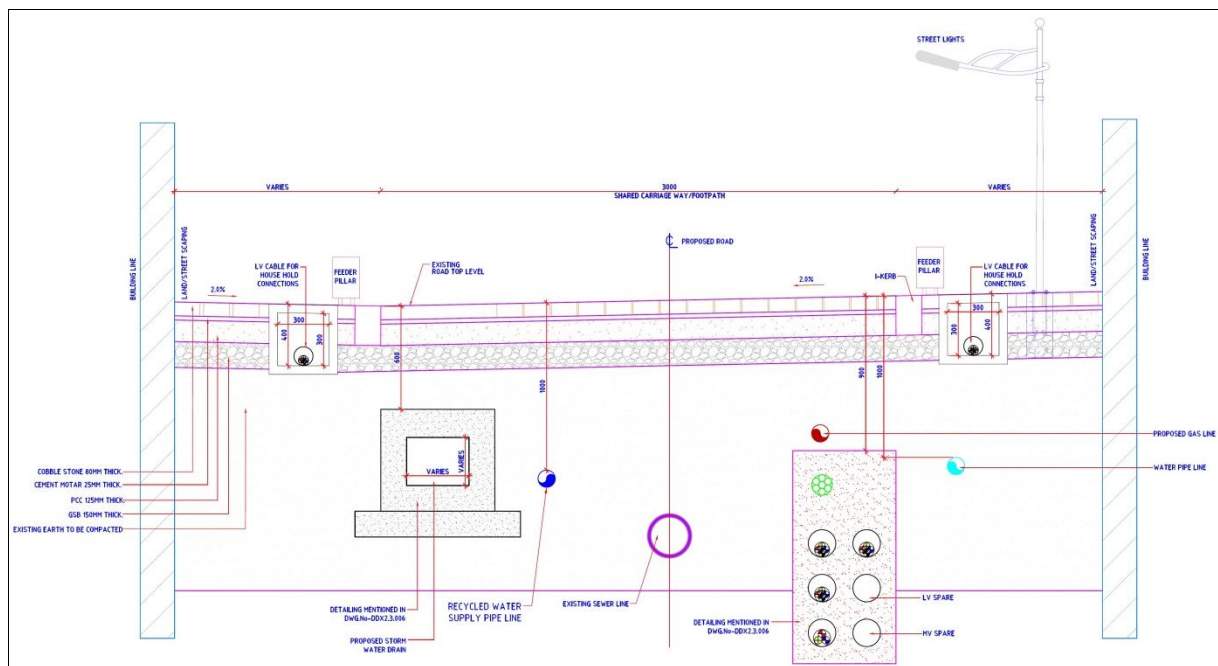 STREET LIGHTS
BUILDING LINE
LAND/STREET SCAPING
VARIES
3000
SHARED CARRIAGE WAY/FOOTPATH
VARIES
LAND/STREET SCAPING
BUILDING LINE
℄ PROPOSED ROAD
LV CABLE FOR
HOUSE HOLD
CONNECTIONS
FEEDER
PILLAR
EXISTING
ROAD TOP LEVEL
2.0%
2.0%
I-KERB
FEEDER
PILLAR
LV CABLE FOR
HOUSE HOLD
CONNECTIONS
300
400
300
600
1000
900
1000
300
300
400
PROPOSED GAS LINE
WATER PIPE LINE
VARIES
VARIES
COBBLE STONE 80MM THICK.
CEMENT MOTAR 25MM THICK.
PCC 125MM THICK.
GSB 150MM THICK.
EXISTING EARTH TO BE COMPACTED
DETAILING MENTIONED IN
DWG.No-DDX2.3.006
PROPOSED STORM
WATER DRAIN
RECYCLED WATER
SUPPLY PIPE LINE
EXISTING SEWER LINE
DETAILING MENTIONED IN
DWG.No-DDX2.3.006
LV SPARE
MV SPARE